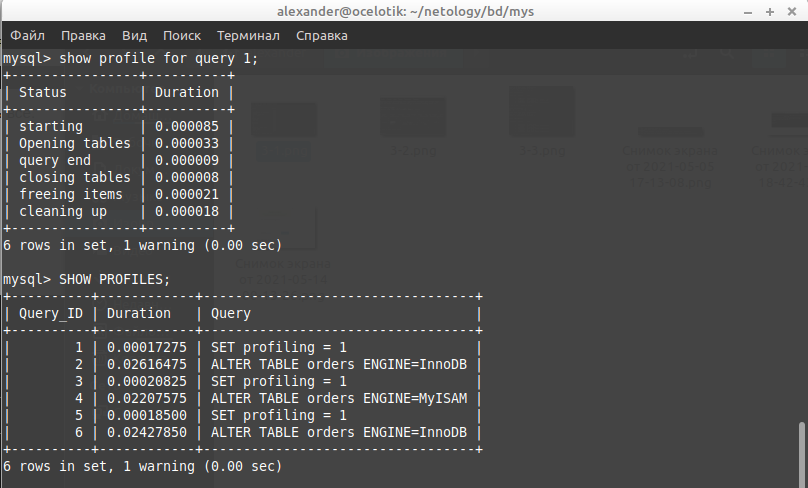 alexander@ocelotik: ~/netology/bd/mys
Файл Правка Вид Поиск Терминал Справка
mysql> show profile for query 1;
+----------------+----------+
| Status         | Duration |
+----------------+----------+
| starting       | 0.000085 |
| Opening tables | 0.000033 |
| query end      | 0.000009 |
| closing tables | 0.000008 |
| freeing items  | 0.000021 |
| cleaning up    | 0.000018 |
+----------------+----------+
6 rows in set, 1 warning (0.00 sec)
mysql> SHOW PROFILES;
+----------+------------+----------------------------------+
| Query_ID | Duration   | Query                            |
+----------+------------+----------------------------------+
|        1 | 0.00017275 | SET profiling = 1                |
|        2 | 0.02616475 | ALTER TABLE orders ENGINE=InnoDB |
|        3 | 0.00020825 | SET profiling = 1                |
|        4 | 0.02207575 | ALTER TABLE orders ENGINE=MyISAM |
|        5 | 0.00018500 | SET profiling = 1                |
|        6 | 0.02427850 | ALTER TABLE orders ENGINE=InnoDB |
+----------+------------+----------------------------------+
6 rows in set, 1 warning (0.00 sec)